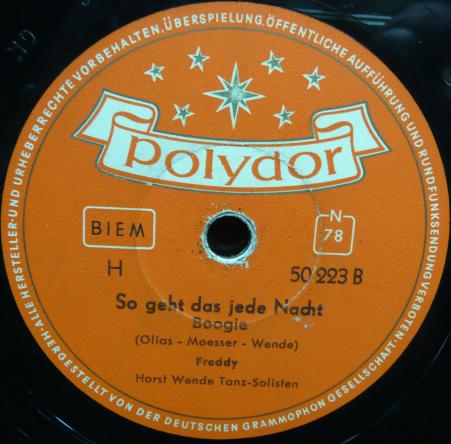 ALLE HERSTELLER- UND URHEBERRECHTE VORBEHALTEN. ÜBERSPIELUNG, ÖFFENTLICHE AUFFÜHRUNG UND RUNDFUNKSENDUNG VERBOTEN.
polydor
BIEM
N
78
H
50 223 B
So geht das jede Nacht
Boogie
(Olias - Moesser - Wende)
Freddy
Horst Wende Tanz-Solisten
HERGESTELLT VON DER DEUTSCHEN GRAMMOPHON GESELLSCHAFT